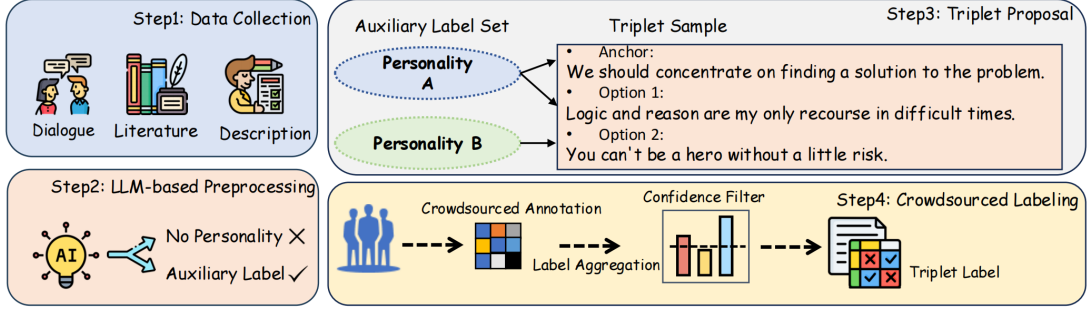 Step1: Data Collection
Dialogue
Literature
Description
Step2: LLM-based Preprocessing
AI
No Personality
Auxiliary Label
Step3: Triplet Proposal
Auxiliary Label Set
Triplet Sample
Personality
A
Personality B
• Anchor:
We should concentrate on finding a solution to the problem.
• Option 1:
Logic and reason are my only recourse in difficult times.
• Option 2:
You can't be a hero without a little risk.
Step4: Crowdsourced Labeling
Crowdsourced Annotation
Label Aggregation
Confidence Filter
Triplet Label